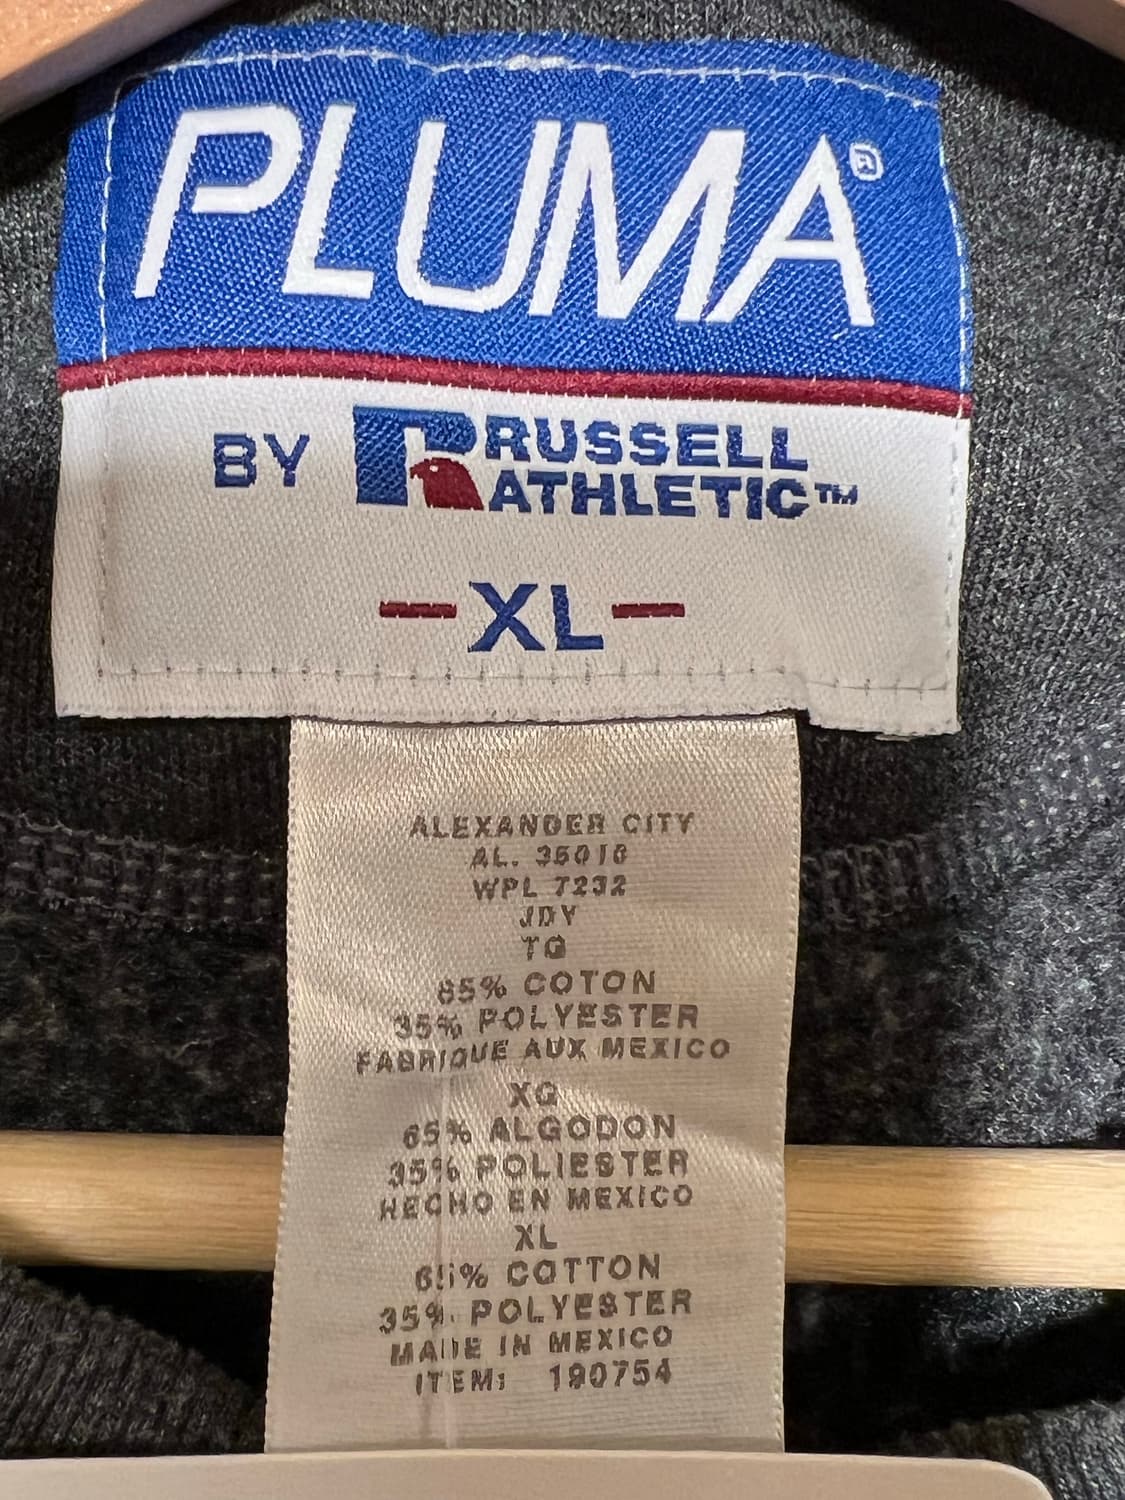 PLUMA®
BY RUSSELL
ATHLETIC™
-XL-
ALEXANDER CITY
AL. 35010
WPL 7232
JDY
TG
65% COTON
35% POLYESTER
FABRIQUE AUX MEXICO
XG
65% ALGODON
35% POLIESTER
HECHO EN MEXICO
XL
65% COTTON
35% POLYESTER
MADE IN MEXICO
ITEM: 190754